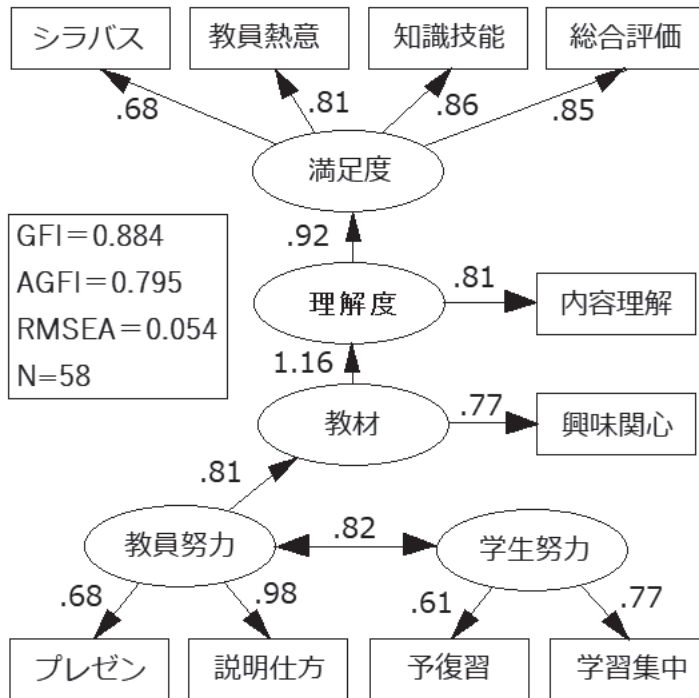 シラバス
教員熱意
知識技能
総合評価
.68
.81
.86
.85
満足度
.92
GFI＝0.884
AGFI＝0.795
RMSEA＝0.054
N=58
理解度
.81
内容理解
1.16
教材
.77
興味関心
.81
教員努力
.82
学生努力
.68
.98
.61
.77
プレゼン
説明仕方
予復習
学習集中